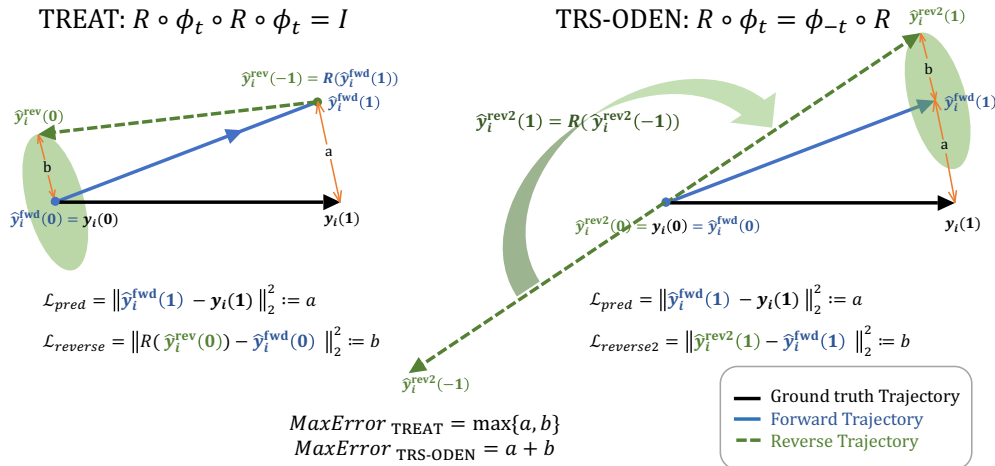 TREAT: R ∘ ϕ_t ∘ R ∘ ϕ_t = I
ŷ_i^rev(−1) = R(ŷ_i^fwd(1))
ŷ_i^fwd(1)
ŷ_i^rev(0)
b
a
ŷ_i^fwd(0) = y_i(0)
y_i(1)
ℒ_pred = ‖ŷ_i^fwd(1) − y_i(1)‖_2^2 := a
ℒ_reverse = ‖R(ŷ_i^rev(0)) − ŷ_i^fwd(0)‖_2^2 := b
TRS-ODEN: R ∘ ϕ_t = ϕ_−t ∘ R
ŷ_i^rev2(1)
b
ŷ_i^fwd(1)
a
ŷ_i^rev2(1) = R(ŷ_i^rev2(−1))
ŷ_i^rev2(0) = y_i(0) = ŷ_i^fwd(0)
y_i(1)
ŷ_i^rev2(−1)
ℒ_pred = ‖ŷ_i^fwd(1) − y_i(1)‖_2^2 := a
ℒ_reverse2 = ‖ŷ_i^rev2(1) − ŷ_i^fwd(1)‖_2^2 := b
MaxError_TREAT = max{a, b}
MaxError_TRS-ODEN = a + b
Ground truth Trajectory
Forward Trajectory
Reverse Trajectory